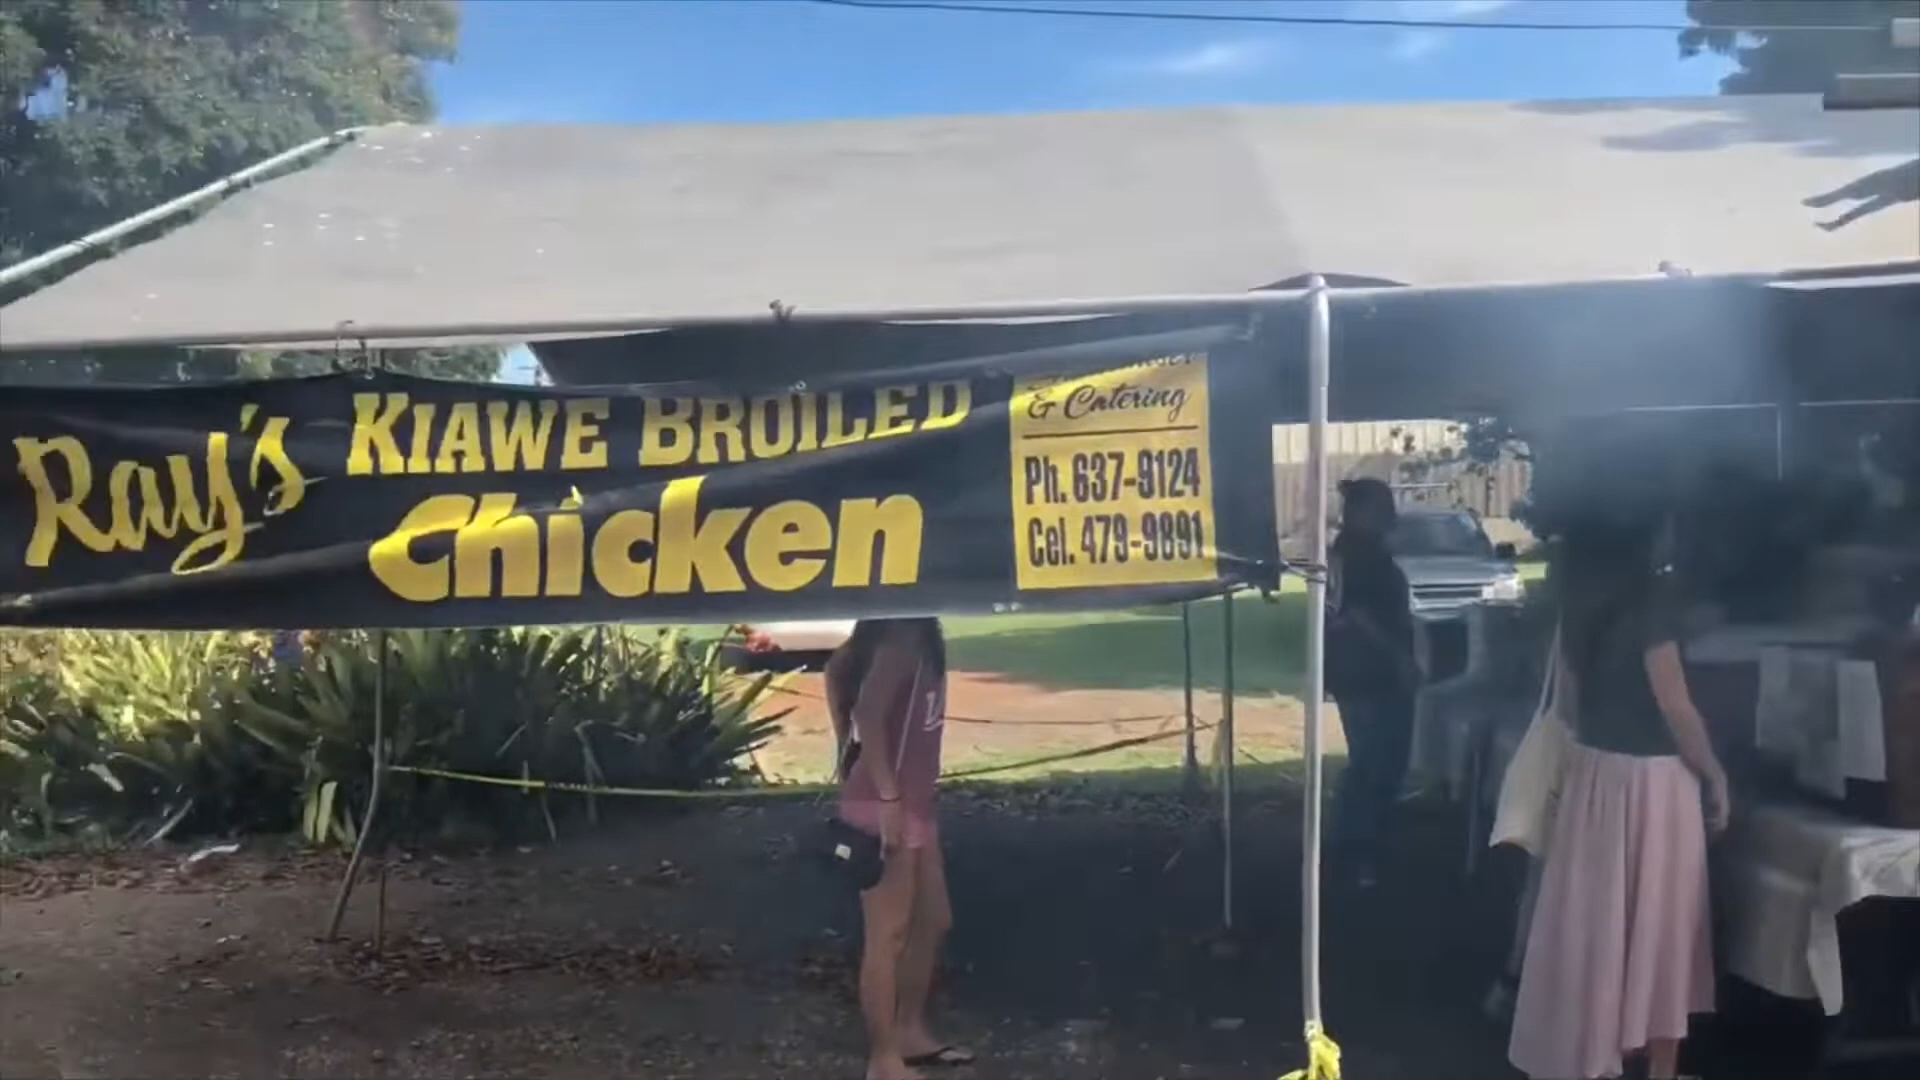 Ray's KIAWE BROILED
Chicken
& Catering
Ph. 637-9124
Cel. 479-9891